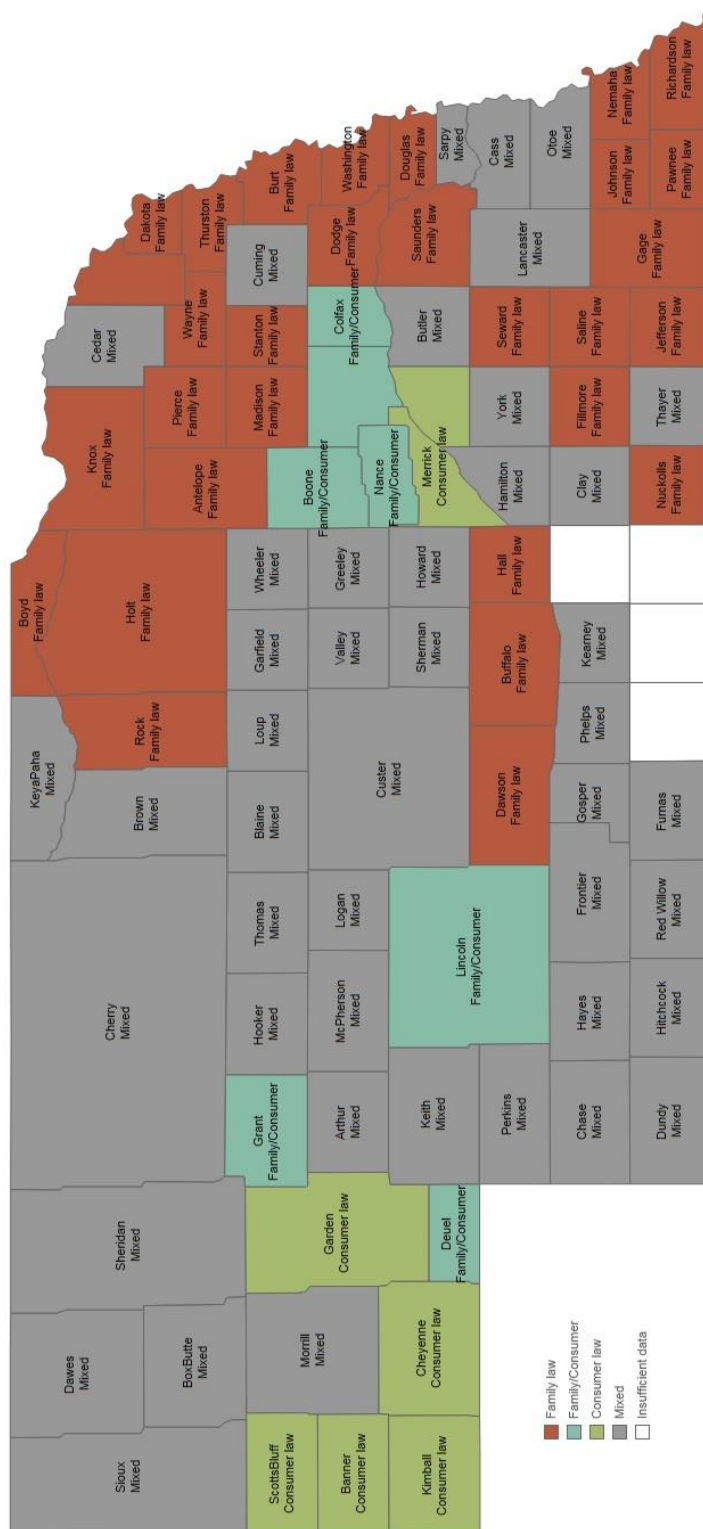 Sioux
Mixed
Dawes
Mixed
BoxButte
Mixed
Sheridan
Mixed
Cherry
Mixed
KeyaPaha
Mixed
Brown
Mixed
Rock
Family law
Boyd
Family law
Holt
Family law
Knox
Family law
Cedar
Mixed
Antelope
Family law
Pierce
Family law
Wayne
Family law
Dakota
Family law
Thurston
Family law
ScottsBluff
Consumer law
Banner
Consumer law
Kimball
Consumer law
Morrill
Mixed
Cheyenne
Consumer law
Garden
Consumer law
Deuel
Family/Consumer
Grant
Family/Consumer
Hooker
Mixed
Thomas
Mixed
Blaine
Mixed
Loup
Mixed
Garfield
Mixed
Wheeler
Mixed
Boone
Family/Consumer
Madison
Family law
Stanton
Family law
Cuming
Mixed
Burt
Family law
Arthur
Mixed
McPherson
Mixed
Logan
Mixed
Custer
Mixed
Valley
Mixed
Greeley
Mixed
Nance
Family/Consumer
Colfax
Family/Consumer
Dodge
Family law
Washington
Family law
Keith
Mixed
Lincoln
Family/Consumer
Sherman
Mixed
Howard
Mixed
Merrick
Consumer law
Butler
Mixed
Saunders
Family law
Douglas
Family law
Sarpy
Mixed
Perkins
Mixed
Dawson
Family law
Buffalo
Family law
Hall
Family law
Hamilton
Mixed
York
Mixed
Seward
Family law
Lancaster
Mixed
Cass
Mixed
Otoe
Mixed
Chase
Mixed
Hayes
Mixed
Frontier
Mixed
Gosper
Mixed
Phelps
Mixed
Kearney
Mixed
Clay
Mixed
Fillmore
Family law
Saline
Family law
Gage
Family law
Johnson
Family law
Nemaha
Family law
Dundy
Mixed
Hitchcock
Mixed
Red Willow
Mixed
Furnas
Mixed
Nuckolls
Family law
Thayer
Mixed
Jefferson
Family law
Pawnee
Family law
Richardson
Family law
Family law
Family/Consumer
Consumer law
Mixed
Insufficient data